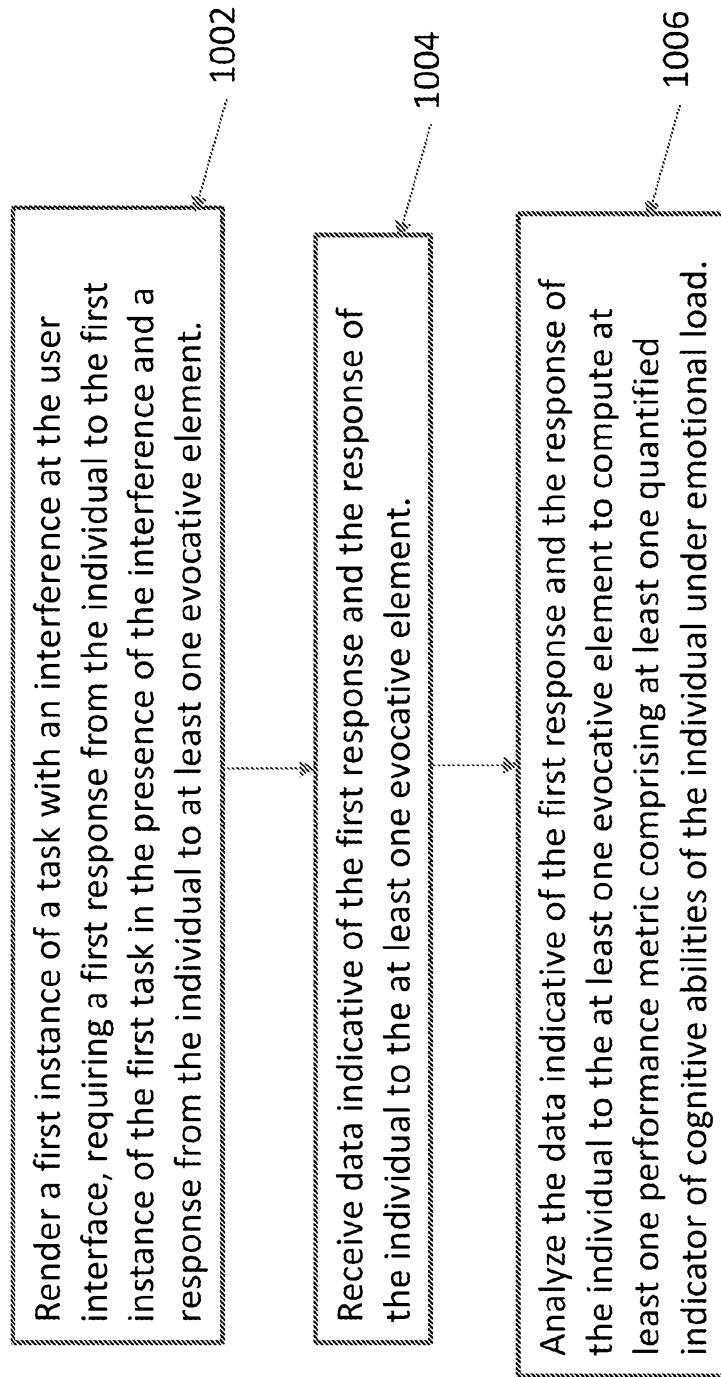 Render a first instance of a task with an interference at the user
interface, requiring a first response from the individual to the first
instance of the first task in the presence of the interference and a
response from the individual to at least one evocative element.
1002
Receive data indicative of the first response and the response of
the individual to the at least one evocative element.
1004
Analyze the data indicative of the first response and the response of
the individual to the at least one evocative element to compute at
least one performance metric comprising at least one quantified
indicator of cognitive abilities of the individual under emotional load.
1006